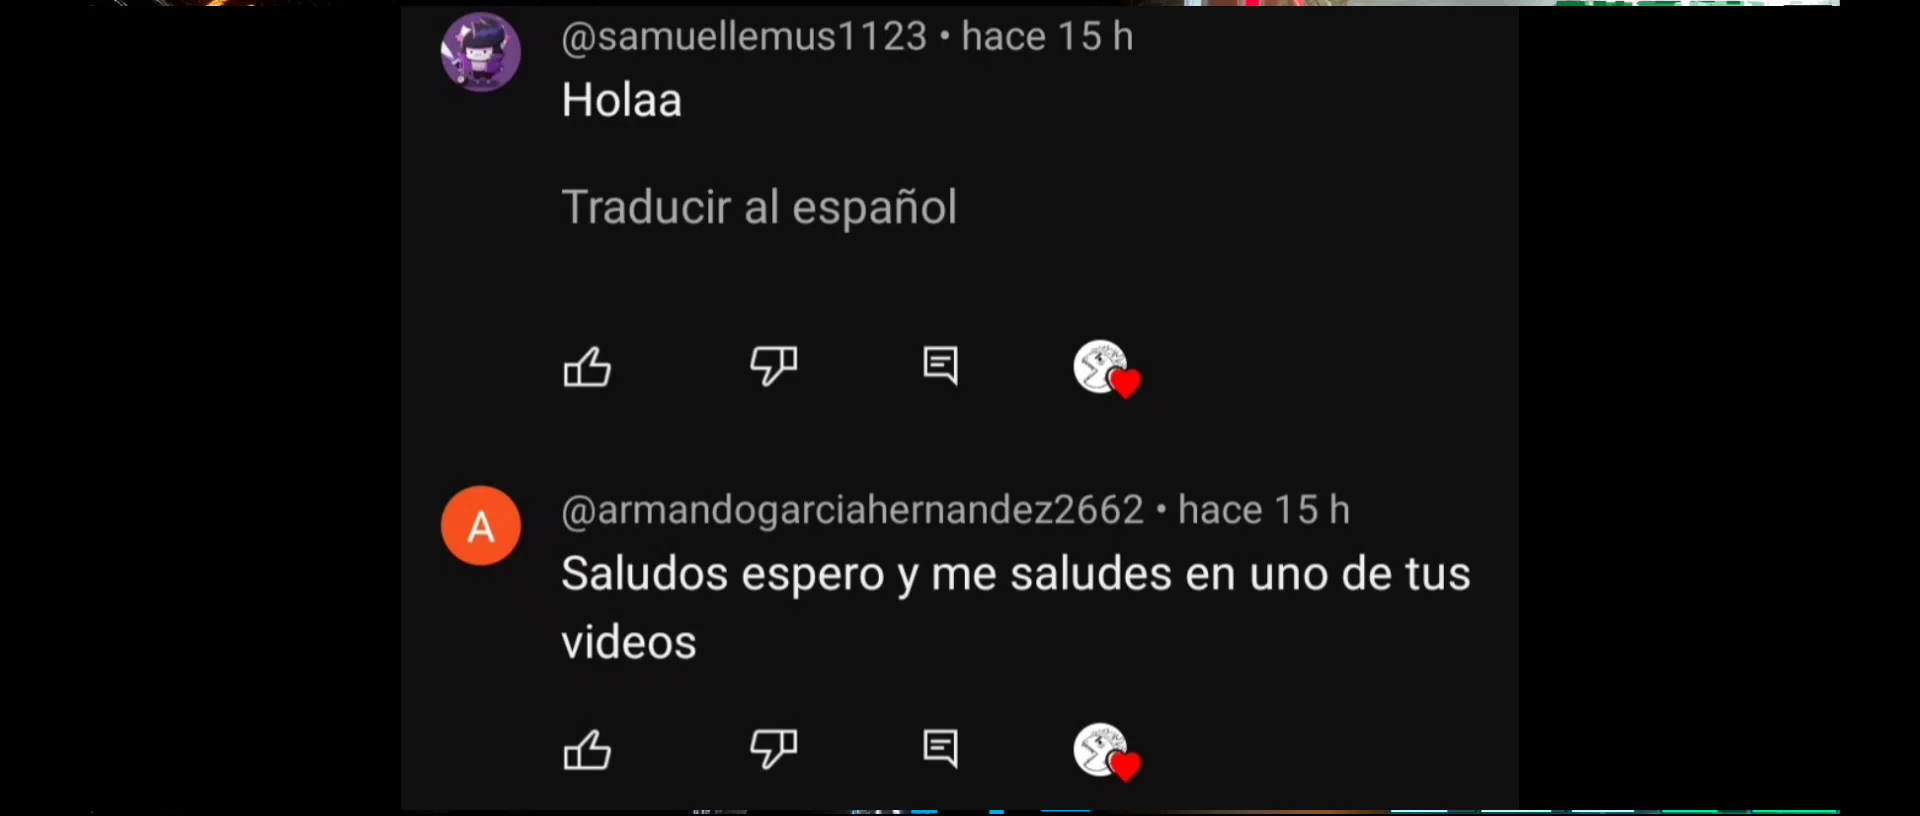 @samuellemus1123 • hace 15 h
Holaa
Traducir al español
A
@armandogarciahernandez2662 • hace 15 h
Saludos espero y me saludes en uno de tus
videos